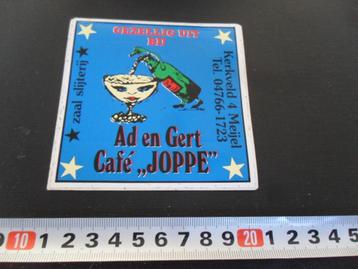 GEZELLIG UIT
BIJ
zaal slijterij
Kerkveld 4 Meijel
Tel. 04766-1723
Ad en Gert
Café „JOPPE"
9 10 1 2 3 4 5 6 7 8 9 20 1 2 3 4